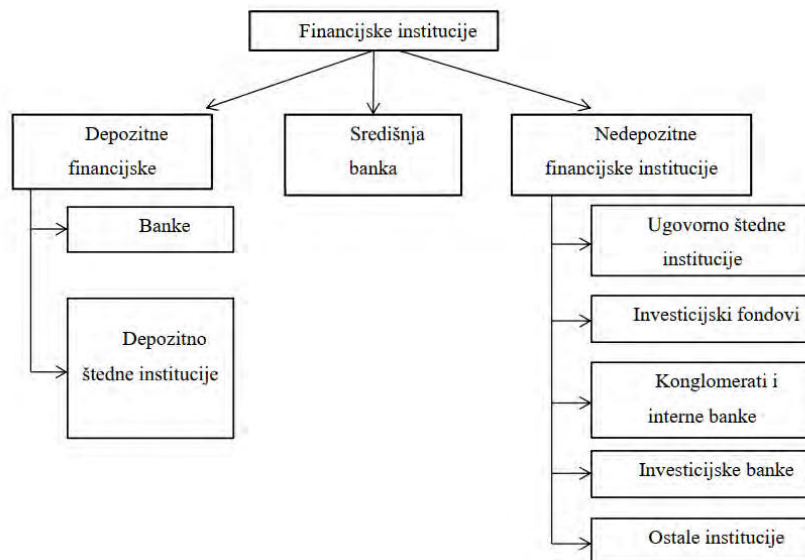 Financijske institucije
Depozitne
financijske
Središnja
banka
Nedepozitne
financijske institucije
Banke
Depozitno
štedne institucije
Ugovorno štedne
institucije
Investicijski fondovi
Konglomerati i
interne banke
Investicijske banke
Ostale institucije